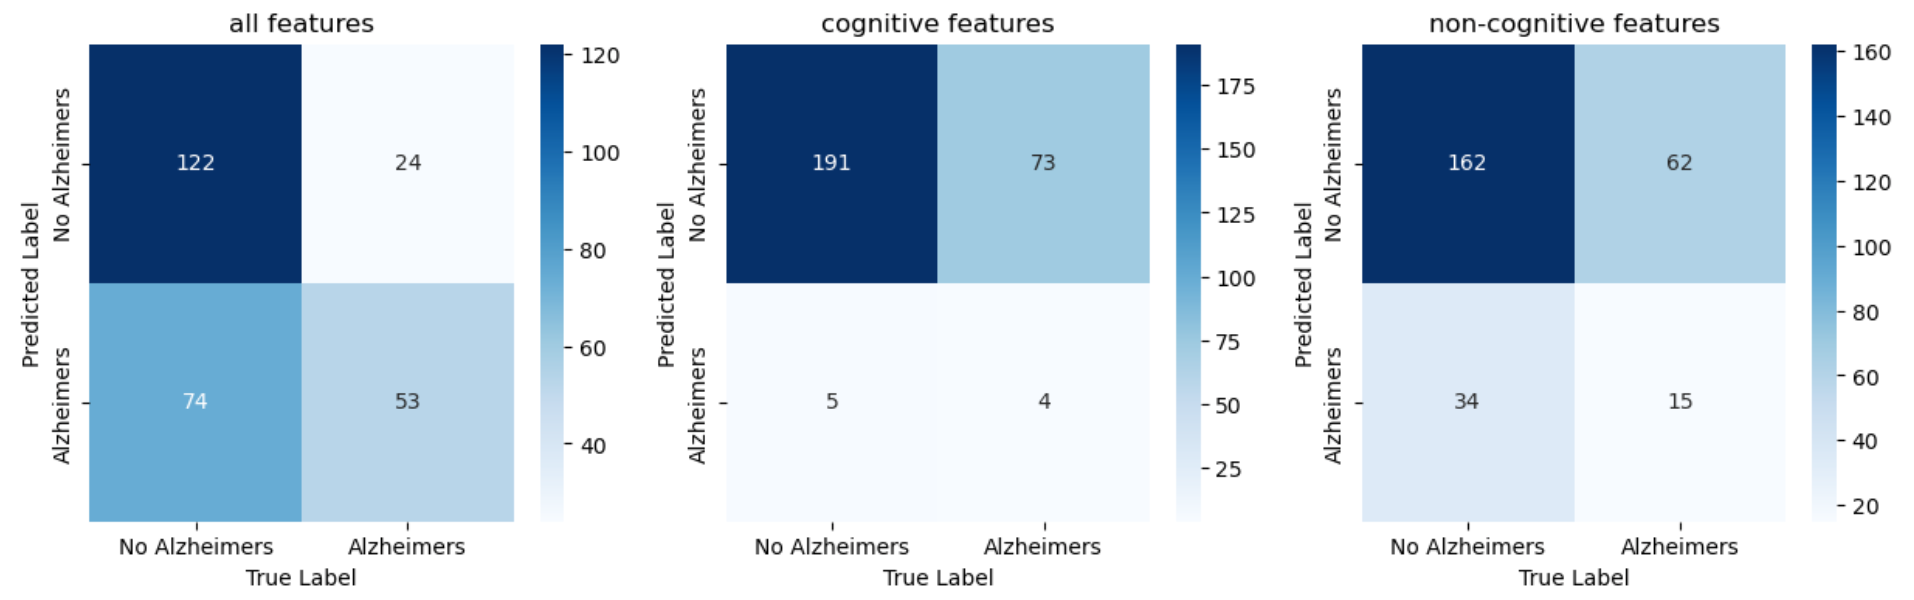 all features
No Alzheimers
Alzheimers
Predicted Label
122
24
74
53
No Alzheimers
Alzheimers
True Label
120
100
80
60
40
cognitive features
No Alzheimers
Alzheimers
Predicted Label
191
73
5
4
No Alzheimers
Alzheimers
True Label
175
150
125
100
75
50
25
non-cognitive features
No Alzheimers
Alzheimers
Predicted Label
162
62
34
15
No Alzheimers
Alzheimers
True Label
160
140
120
100
80
60
40
20